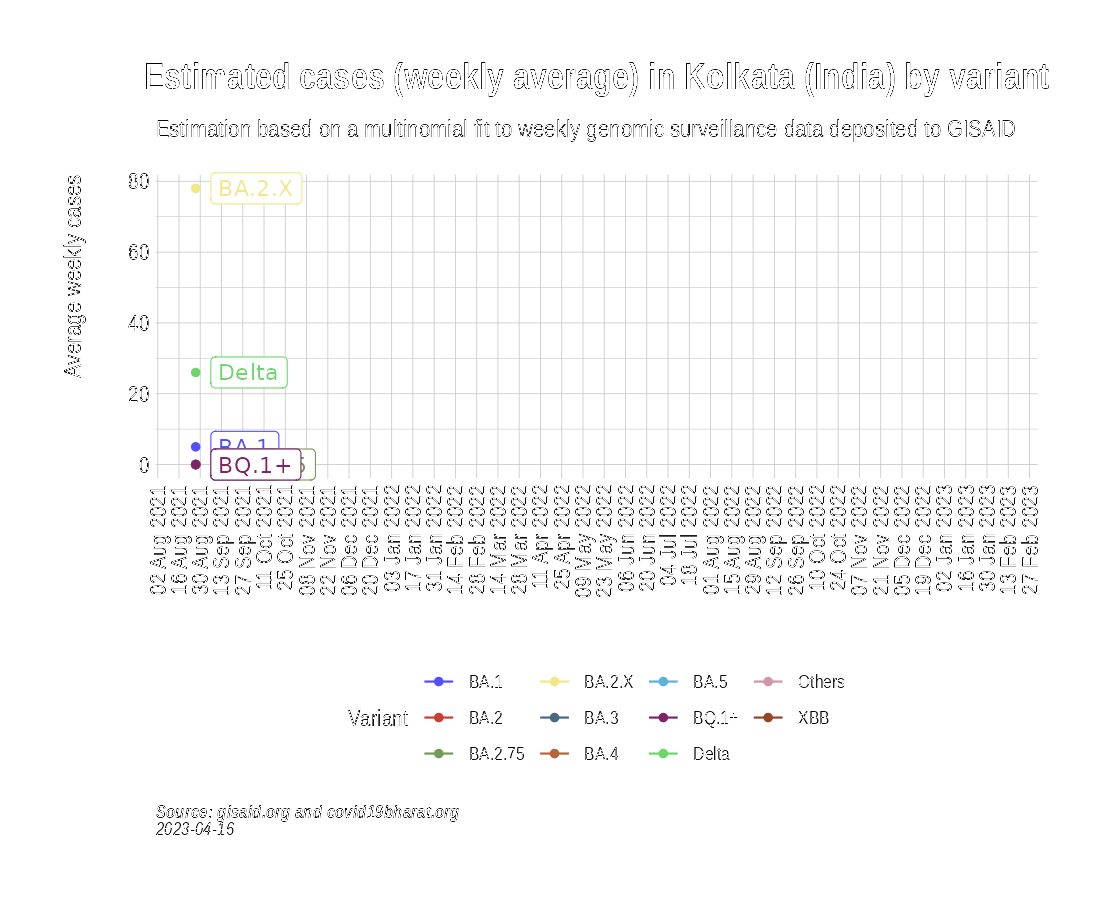 Estimated cases (weekly average) in Kolkata (India) by variant
Estimation based on a multinomial fit to weekly genomic surveillance data deposited to GISAID
Average weekly cases
80
60
40
20
0
BA.2.X
Delta
BA.1
BQ.1+
02 Aug 2021
16 Aug 2021
30 Aug 2021
13 Sep 2021
27 Sep 2021
11 Oct 2021
25 Oct 2021
08 Nov 2021
22 Nov 2021
06 Dec 2021
20 Dec 2021
03 Jan 2022
17 Jan 2022
31 Jan 2022
14 Feb 2022
28 Feb 2022
14 Mar 2022
28 Mar 2022
11 Apr 2022
25 Apr 2022
09 May 2022
23 May 2022
06 Jun 2022
20 Jun 2022
04 Jul 2022
18 Jul 2022
01 Aug 2022
15 Aug 2022
29 Aug 2022
12 Sep 2022
26 Sep 2022
10 Oct 2022
24 Oct 2022
07 Nov 2022
21 Nov 2022
05 Dec 2022
19 Dec 2022
02 Jan 2023
16 Jan 2023
30 Jan 2023
13 Feb 2023
27 Feb 2023
Variant
BA.1 BA.2.X BA.5 Others
BA.2 BA.3 BQ.1+ XBB
BA.2.75 BA.4 Delta
Source: gisaid.org and covid19bharat.org
2023-04-16